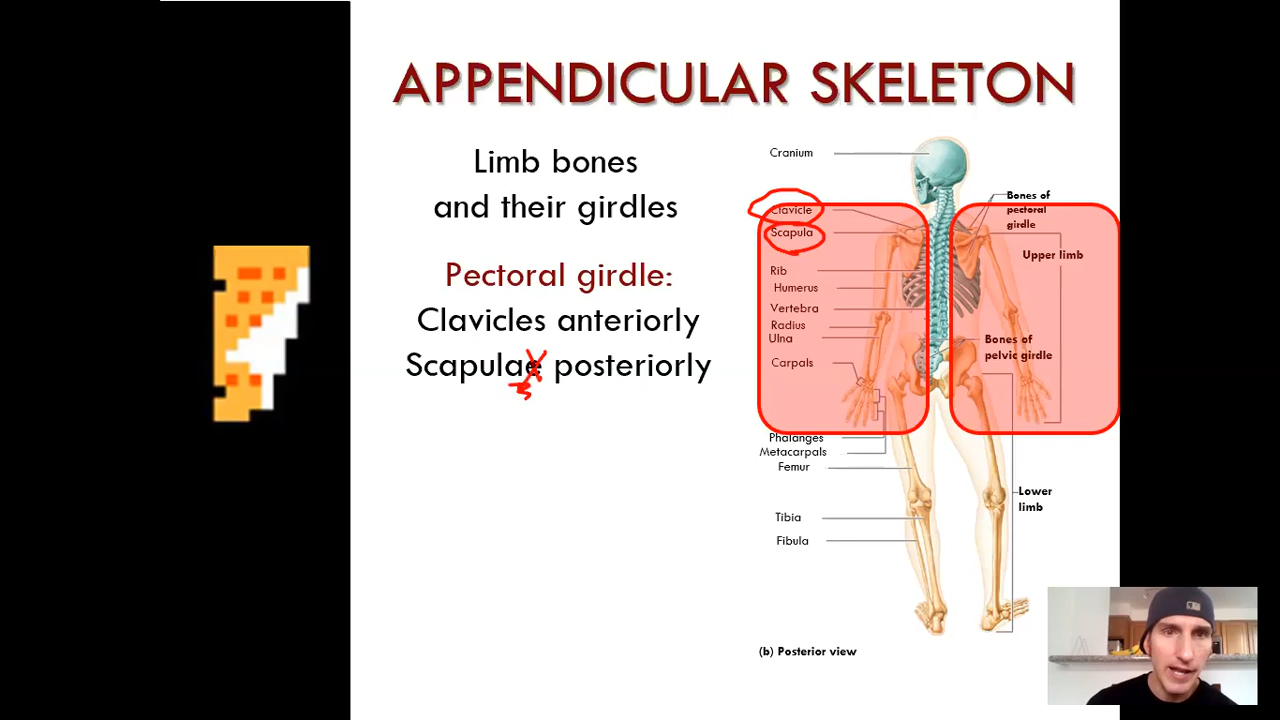 APPENDICULAR SKELETON
Limb bones
and their girdles
Pectoral girdle:
Clavicles anteriorly
Scapulae posteriorly
Cranium
Clavicle
Scapula
Rib
Humerus
Vertebra
Radius
Ulna
Carpals
Phalanges
Metacarpals
Femur
Tibia
Fibula
Bones of
pectoral
girdle
Upper limb
Bones of
pelvic girdle
Lower
limb
(b) Posterior view